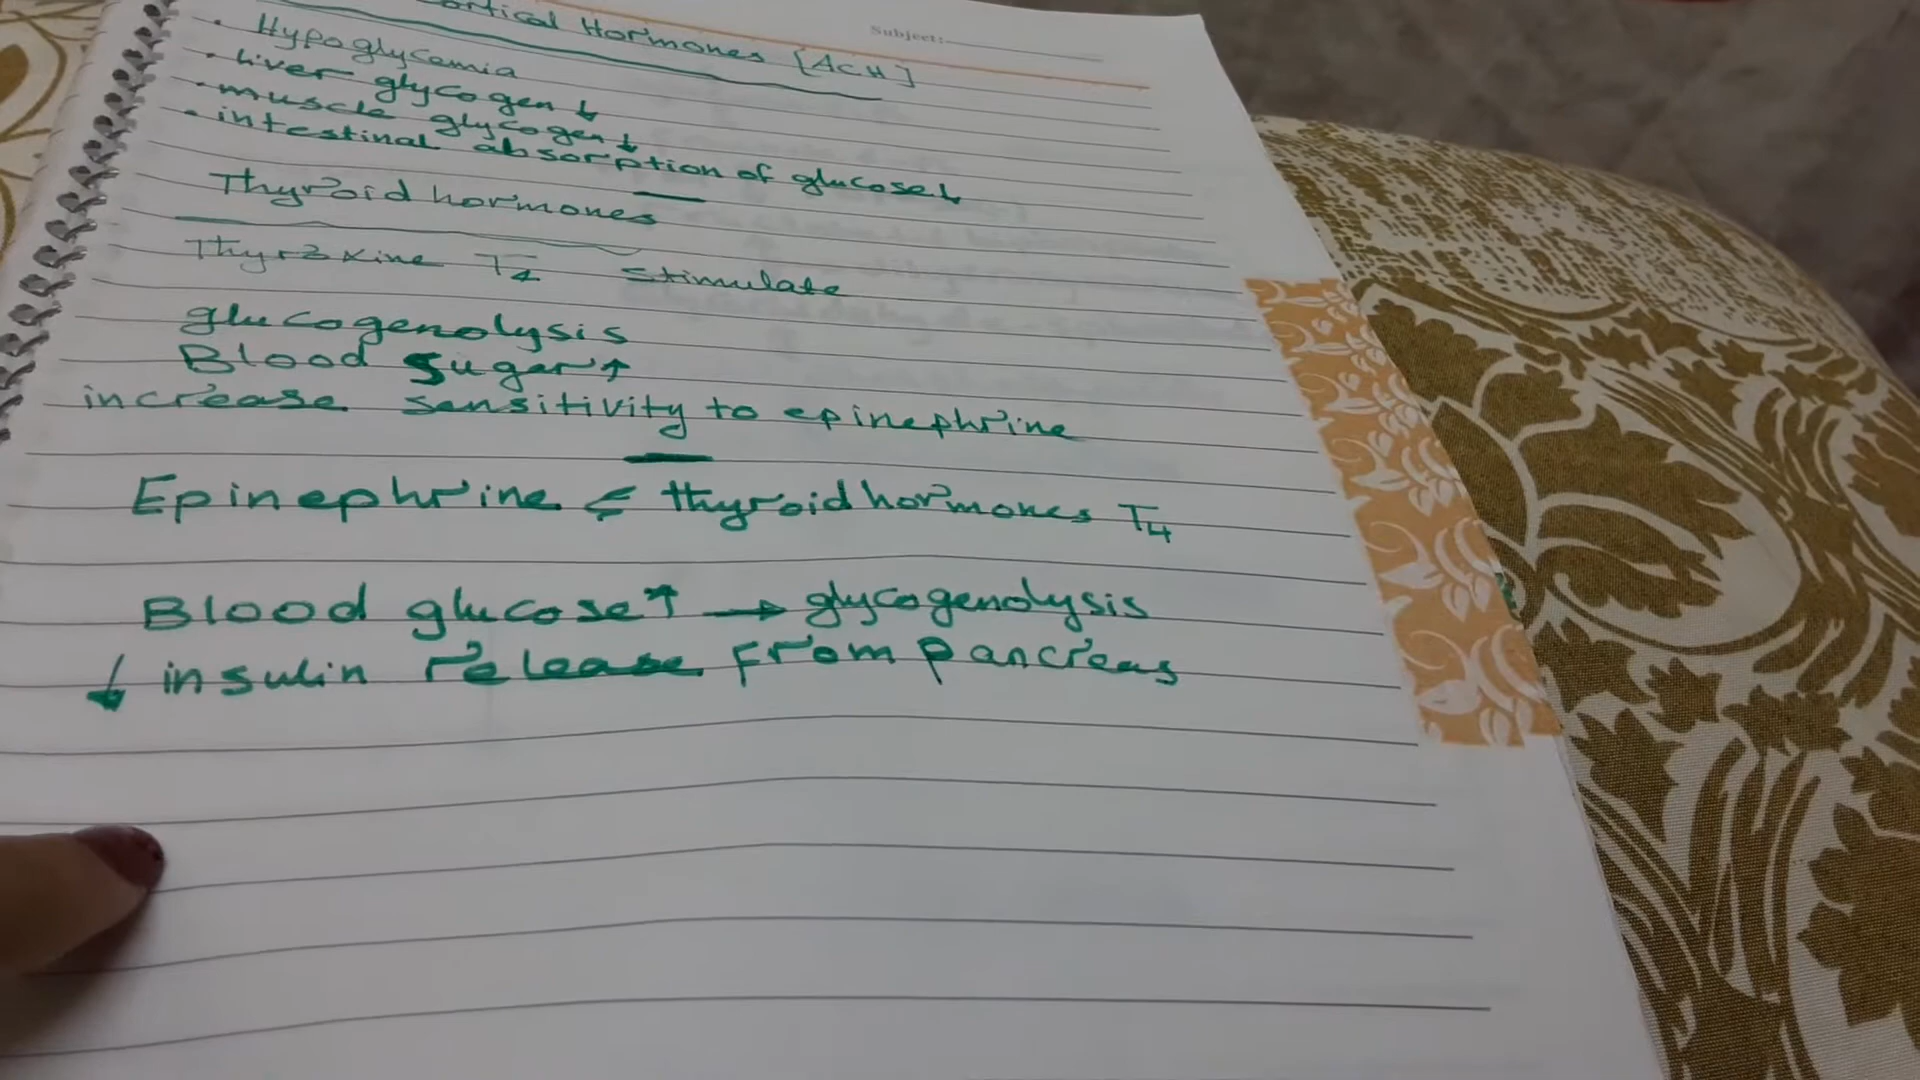 Hormones [ACH]
Subject:
• Hypoglycemia
• liver glycogen ↓
• muscle glycogen ↓
• intestinal absorption of glucose ↓
Thyroid hormones
Thyroxine T4 stimulate
glucogenolysis
Blood sugar ↑
increase sensitivity to epinephrine
Epinephrine & thyroid hormones T4
Blood glucose ↑ → glycogenolysis
↓ insulin release from pancreas